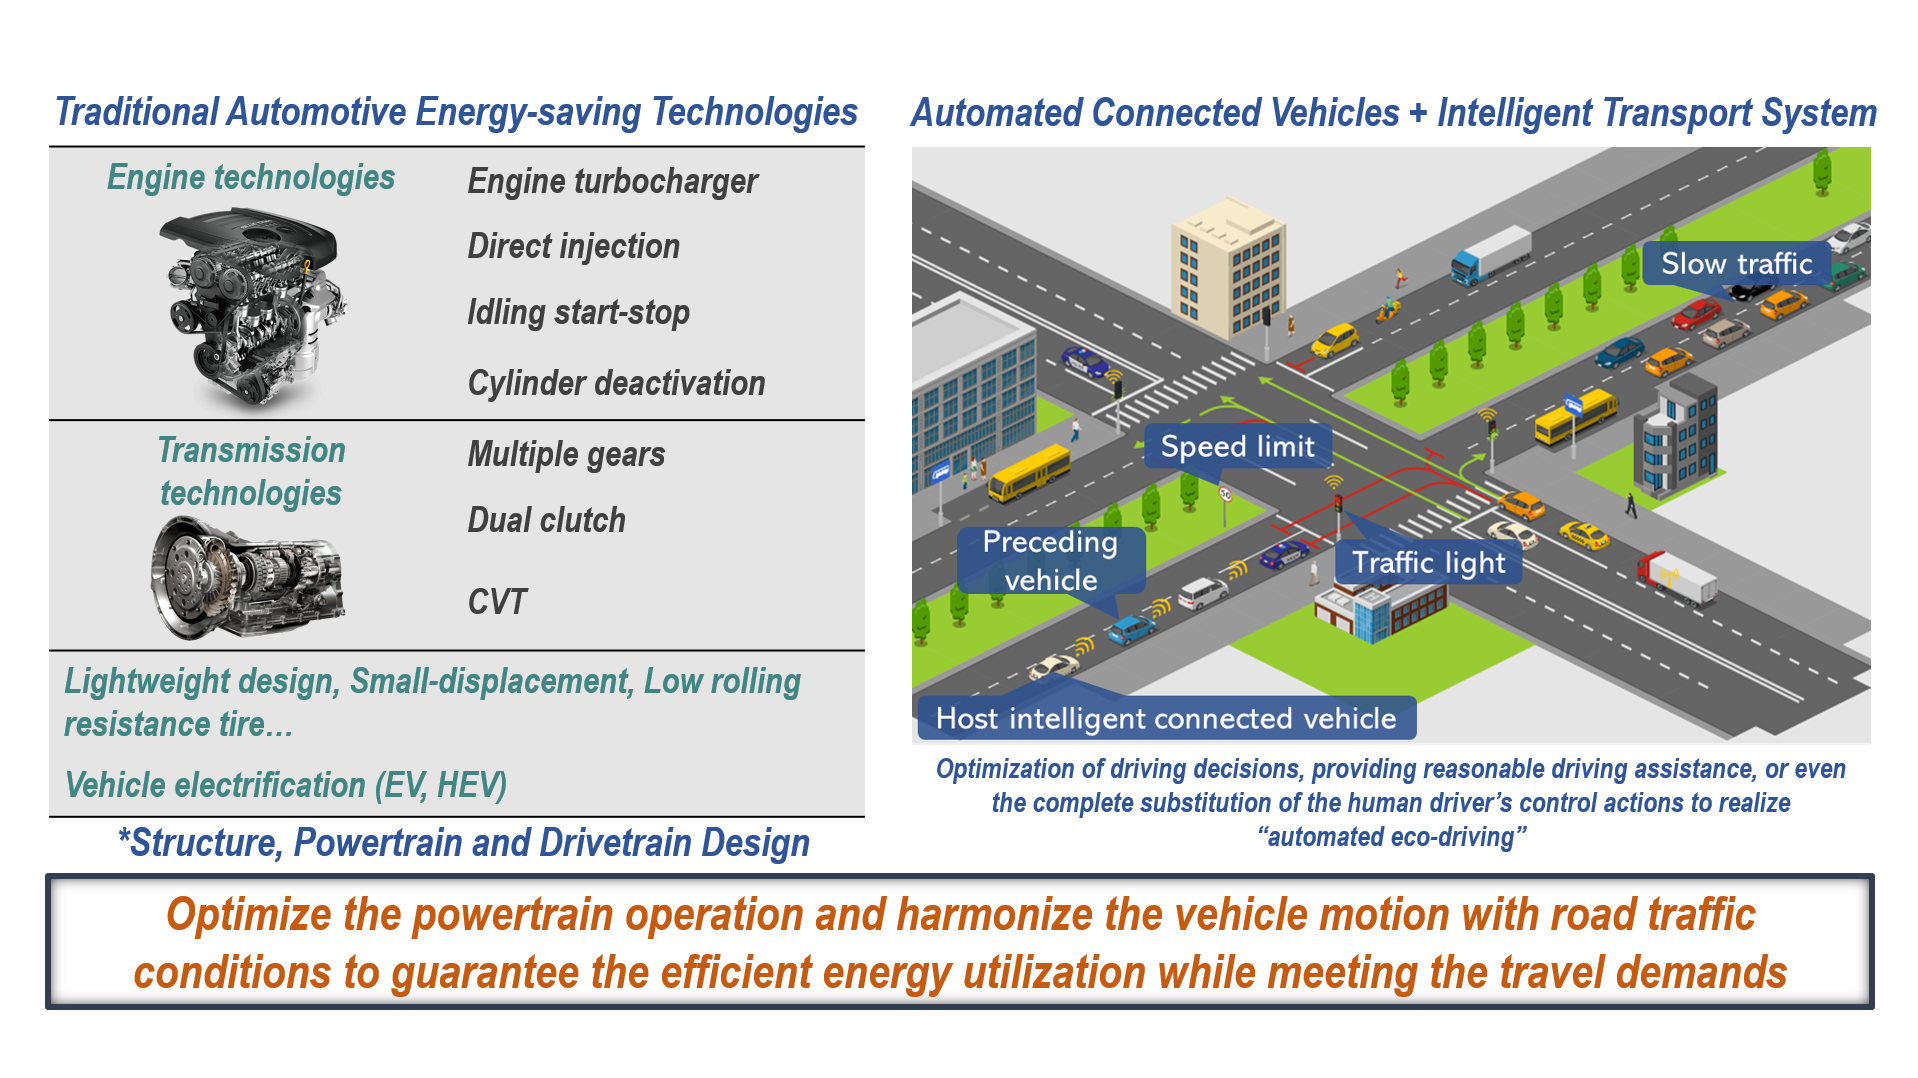 Traditional Automotive Energy-saving Technologies
Engine technologies
Engine turbocharger
Direct injection
Idling start-stop
Cylinder deactivation
Transmission
technologies
Multiple gears
Dual clutch
CVT
Lightweight design, Small-displacement, Low rolling
resistance tire…
Vehicle electrification (EV, HEV)
*Structure, Powertrain and Drivetrain Design
Automated Connected Vehicles + Intelligent Transport System
Slow traffic
Speed limit
Preceding
vehicle
Traffic light
Host intelligent connected vehicle
Optimization of driving decisions, providing reasonable driving assistance, or even
the complete substitution of the human driver’s control actions to realize
“automated eco-driving”
Optimize the powertrain operation and harmonize the vehicle motion with road traffic
conditions to guarantee the efficient energy utilization while meeting the travel demands